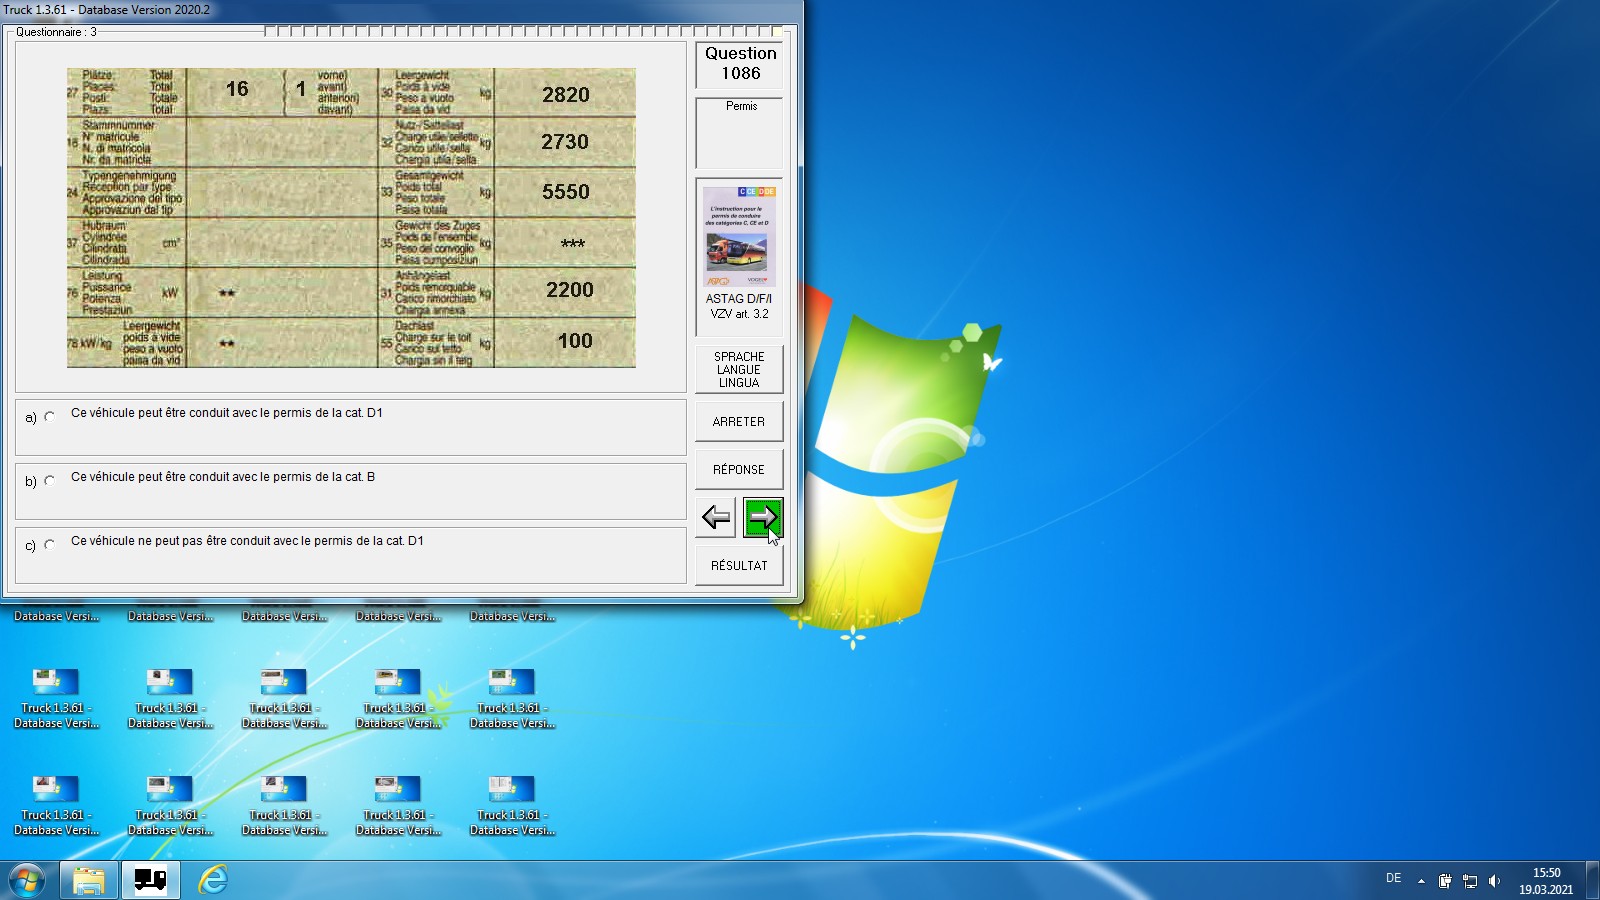 Truck 1.3.61 - Database Version 2020.2
Questionnaire : 3
27
Plätze: Total
Places: Total
Posti: Totale
Plazs: Total
16
1
vorne)
avant)
anteriori)
davant)
30
Leergewicht
Poids à vide
Peso a vuoto
Paisa da vid
kg
2820
18
Stammnummer
N° matricule
N. di matricola
Nr. da matricla
32
Nutz-/Sattellast
Charge utile/sellette
Carico utile/sella
Chargia utila/sella
kg
2730
24
Typengenehmigung
Réception par type
Approvazione del tipo
Approvaziun dal tip
33
Gesamtgewicht
Poids total
Peso totale
Paisa totala
kg
5550
37
Hubraum
Cylindrée
Cilindrata
Cilindrada
cm³
35
Gewicht des Zuges
Poids de l'ensemble
Peso del convoglio
Paisa cumposiziun
kg
***
76
Leistung
Puissance
Potenza
Prestaziun
kW
**
31
Anhängelast
Poids remorquable
Carico rimorchiato
Chargia annexa
kg
2200
78 kW/kg
Leergewicht
poids à vide
peso a vuoto
paisa da vid
**
55
Dachlast
Charge sur le toit
Carico sul tetto
Chargia sin il tetg
kg
100
a) Ce véhicule peut être conduit avec le permis de la cat. D1
b) Ce véhicule peut être conduit avec le permis de la cat. B
c) Ce véhicule ne peut pas être conduit avec le permis de la cat. D1
Question
1086
Permis
C CE D DE
L'instruction pour le
permis de conduire
des catégories C, CE et D
ASTAG D/F/I
VZV art. 3.2
SPRACHE
LANGUE
LINGUA
ARRETER
RÉPONSE
RÉSULTAT
Database Versi... Database Versi... Database Versi... Database Versi... Database Versi...
Truck 1.3.61 - Truck 1.3.61 - Truck 1.3.61 - Truck 1.3.61 - Truck 1.3.61 -
Database Versi... Database Versi... Database Versi... Database Versi... Database Versi...
Truck 1.3.61 - Truck 1.3.61 - Truck 1.3.61 - Truck 1.3.61 - Truck 1.3.61 -
Database Versi... Database Versi... Database Versi... Database Versi... Database Versi...
DE
15:50
19.03.2021